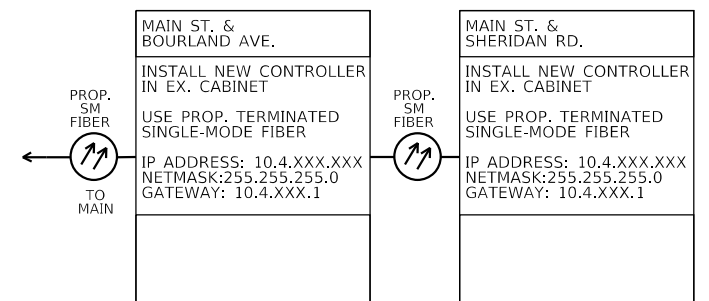 MAIN ST. &
BOURLAND AVE.
INSTALL NEW CONTROLLER
IN EX. CABINET
USE PROP. TERMINATED
SINGLE-MODE FIBER
IP ADDRESS: 10.4.XXX.XXX
NETMASK:255.255.255.0
GATEWAY: 10.4.XXX.1
PROP.
SM
FIBER
TO
MAIN
PROP.
SM
FIBER
MAIN ST. &
SHERIDAN RD.
INSTALL NEW CONTROLLER
IN EX. CABINET
USE PROP. TERMINATED
SINGLE-MODE FIBER
IP ADDRESS: 10.4.XXX.XXX
NETMASK:255.255.255.0
GATEWAY: 10.4.XXX.1